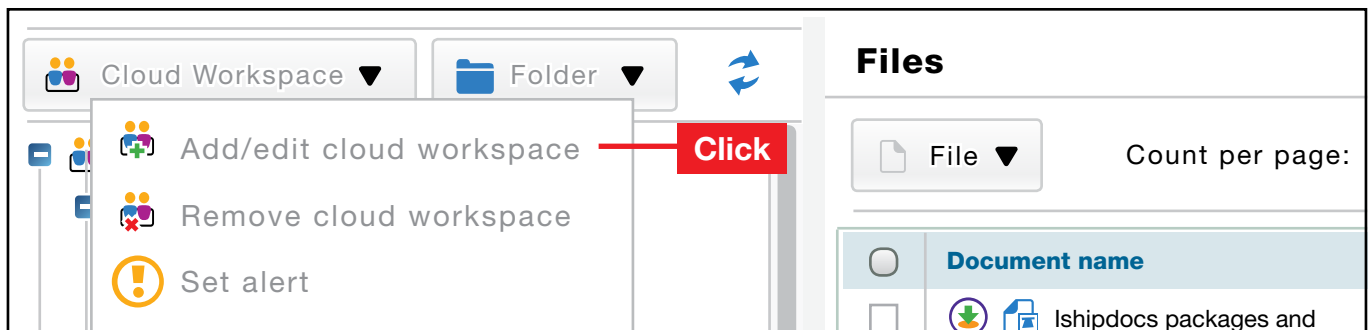 Cloud Workspace
Folder
Files
Add/edit cloud workspace
Click
File
Count per page:
Remove cloud workspace
Document name
Set alert
Ishipdocs packages and